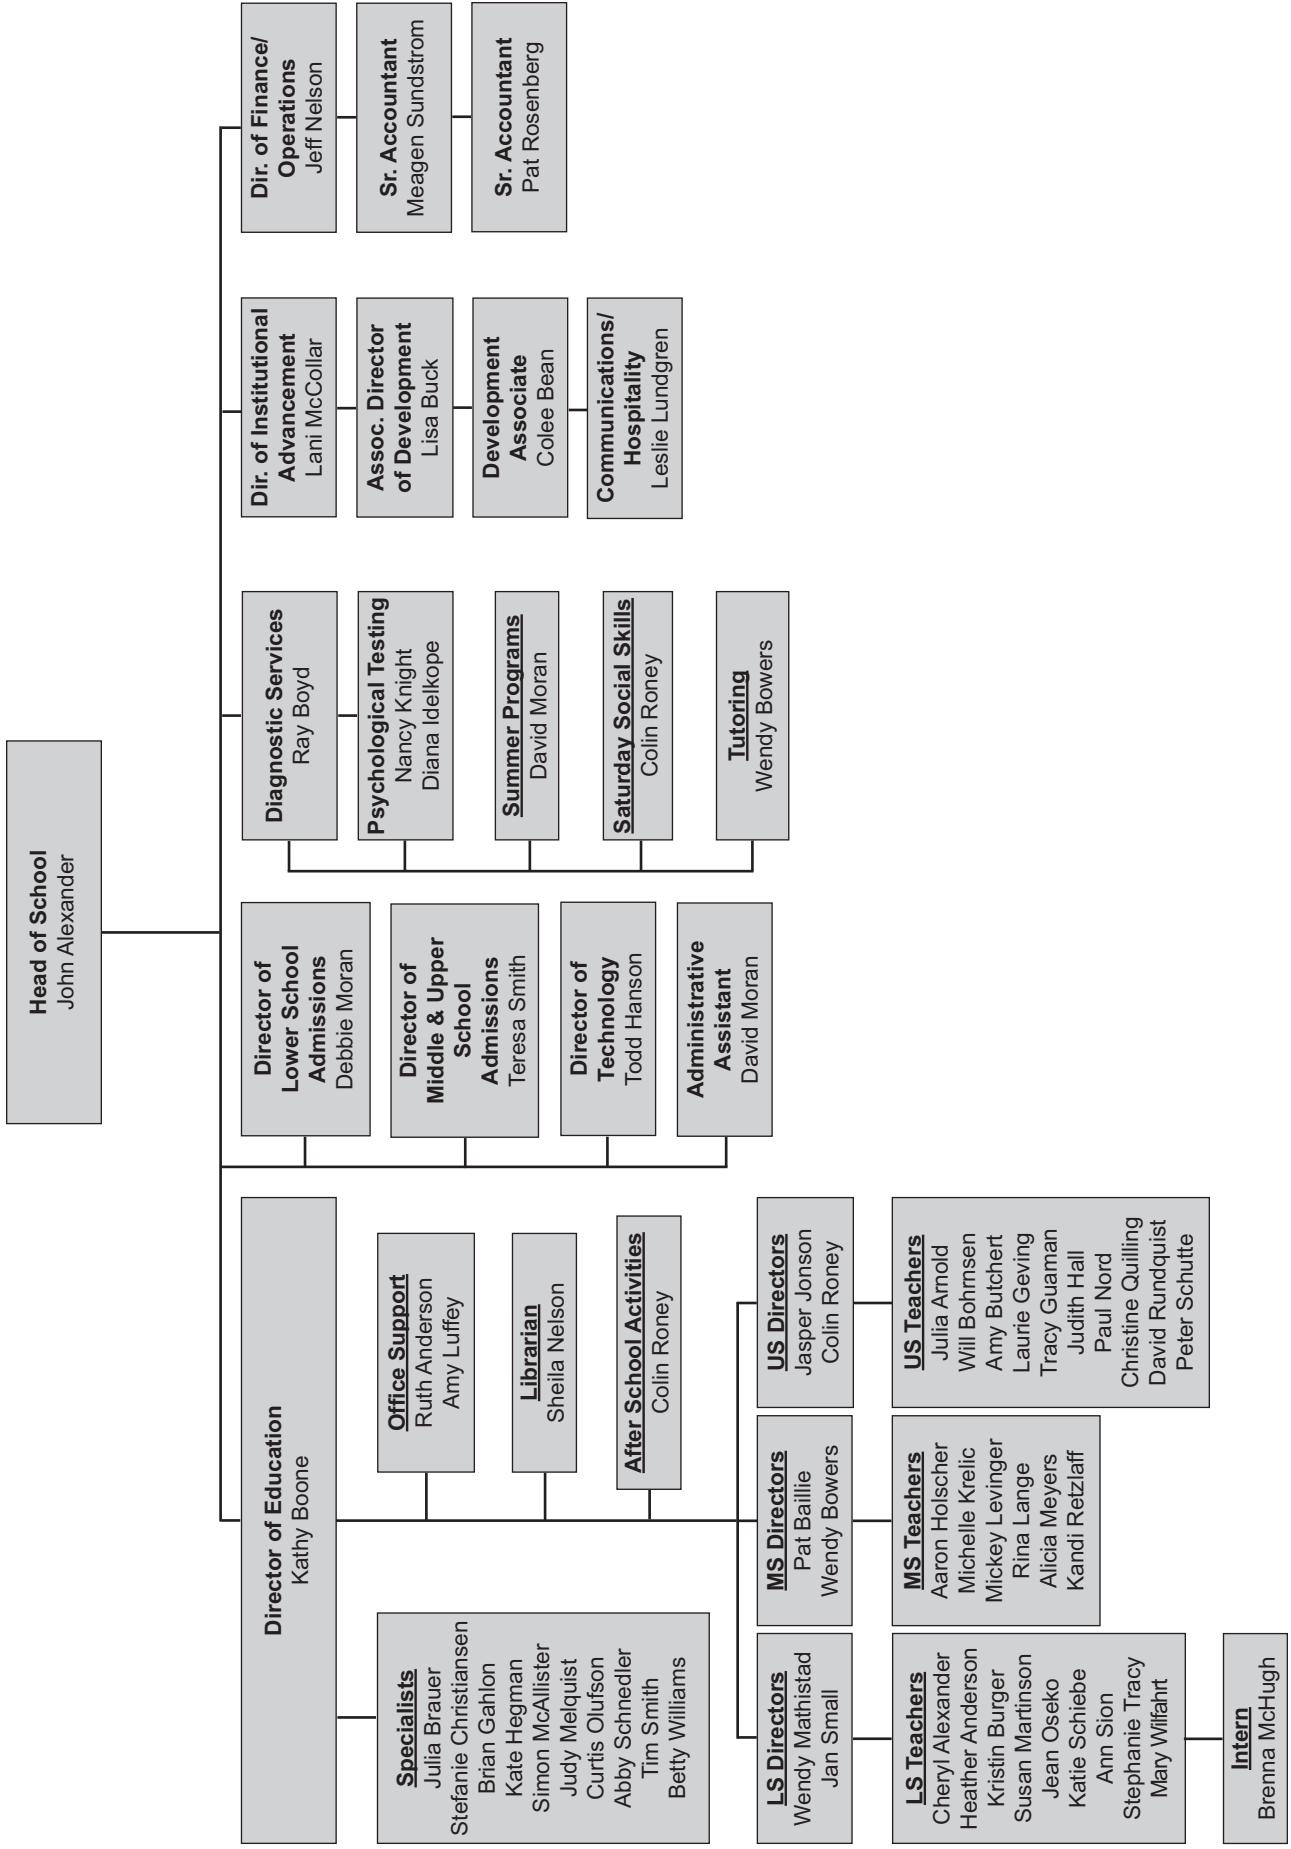 Head of School
John Alexander
Director of Education
Kathy Boone
Specialists
Julia Brauer
Stefanie Christiansen
Brian Gahlon
Kate Hegman
Simon McAllister
Judy Melquist
Curtis Olufson
Abby Schnedler
Tim Smith
Betty Williams
Office Support
Ruth Anderson
Amy Luffey
Librarian
Sheila Nelson
After School Activities
Colin Roney
LS Directors
Wendy Mathistad
Jan Small
LS Teachers
Cheryl Alexander
Heather Anderson
Kristin Burger
Susan Martinson
Jean Oseko
Katie Schiebe
Ann Sion
Stephanie Tracy
Mary Wilfahrt
Intern
Brenna McHugh
MS Directors
Pat Baillie
Wendy Bowers
MS Teachers
Aaron Holscher
Michelle Krelic
Mickey Levinger
Rina Lange
Alicia Meyers
Kandi Retzlaff
US Directors
Jasper Jonson
Colin Roney
US Teachers
Julia Arnold
Will Bohrnsen
Amy Butchert
Laurie Geving
Tracy Guaman
Judith Hall
Paul Nord
Christine Quilling
David Rundquist
Peter Schutte
Director of
Lower School
Admissions
Debbie Moran
Director of
Middle & Upper
School
Admissions
Teresa Smith
Director of
Technology
Todd Hanson
Administrative
Assistant
David Moran
Diagnostic Services
Ray Boyd
Psychological Testing
Nancy Knight
Diana Idelkope
Summer Programs
David Moran
Saturday Social Skills
Colin Roney
Tutoring
Wendy Bowers
Dir. of Institutional
Advancement
Lani McCollar
Assoc. Director
of Development
Lisa Buck
Development
Associate
Colee Bean
Communications/
Hospitality
Leslie Lundgren
Dir. of Finance/
Operations
Jeff Nelson
Sr. Accountant
Meagen Sundstrom
Sr. Accountant
Pat Rosenberg